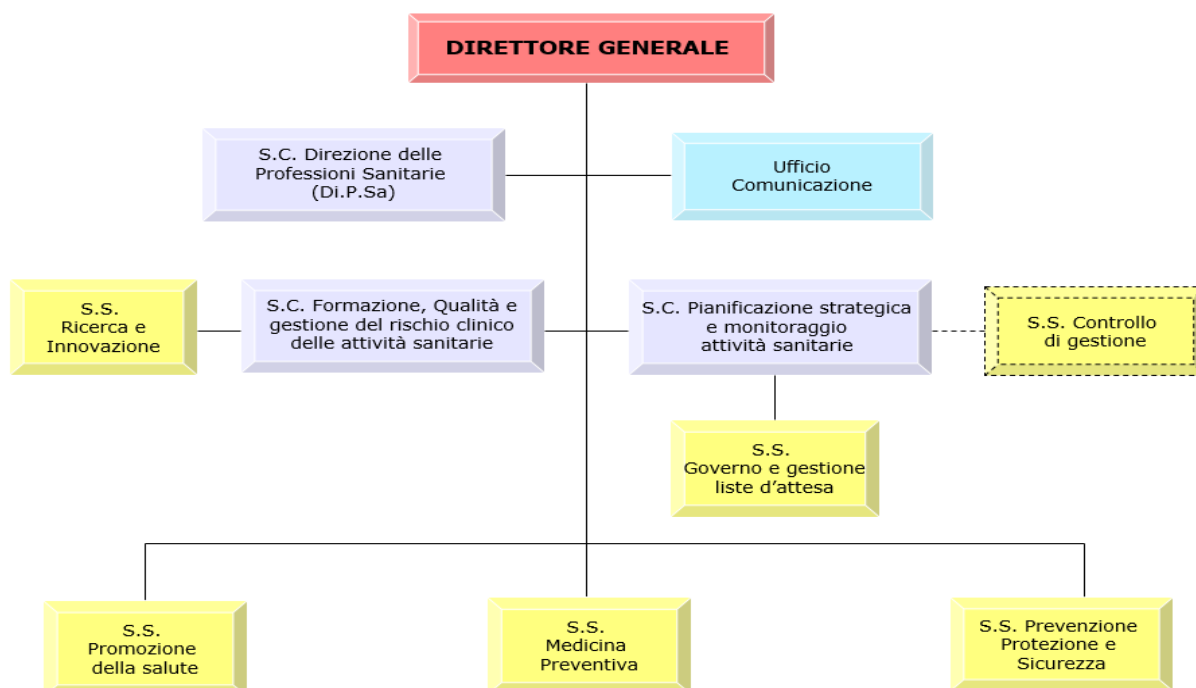 DIRETTORE GENERALE
S.C. Direzione delle
Professioni Sanitarie
(Di.P.Sa)
Ufficio
Comunicazione
S.S.
Ricerca e
Innovazione
S.C. Formazione, Qualità e
gestione del rischio clinico
delle attività sanitarie
S.C. Pianificazione strategica
e monitoraggio
attività sanitarie
S.S. Controllo
di gestione
S.S.
Governo e gestione
liste d’attesa
S.S.
Promozione
della salute
S.S.
Medicina
Preventiva
S.S. Prevenzione
Protezione e
Sicurezza